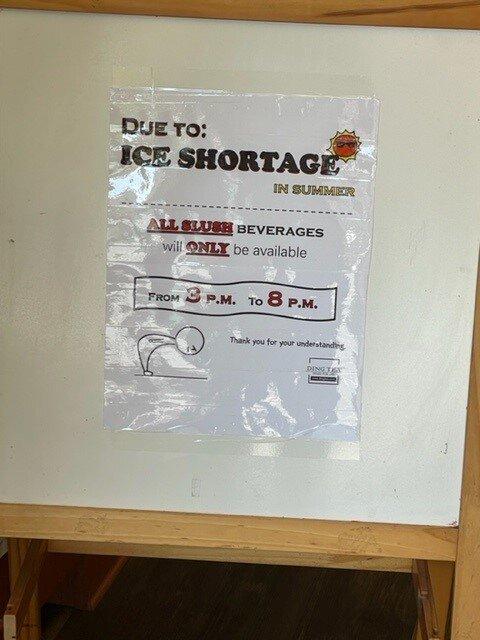 DUE TO:
ICE SHORTAGE
IN SUMMER
ALL SLUSH BEVERAGES
will ONLY be available
FROM 3 P.M. TO 8 P.M.
Thank you for your understanding.
DING TEA